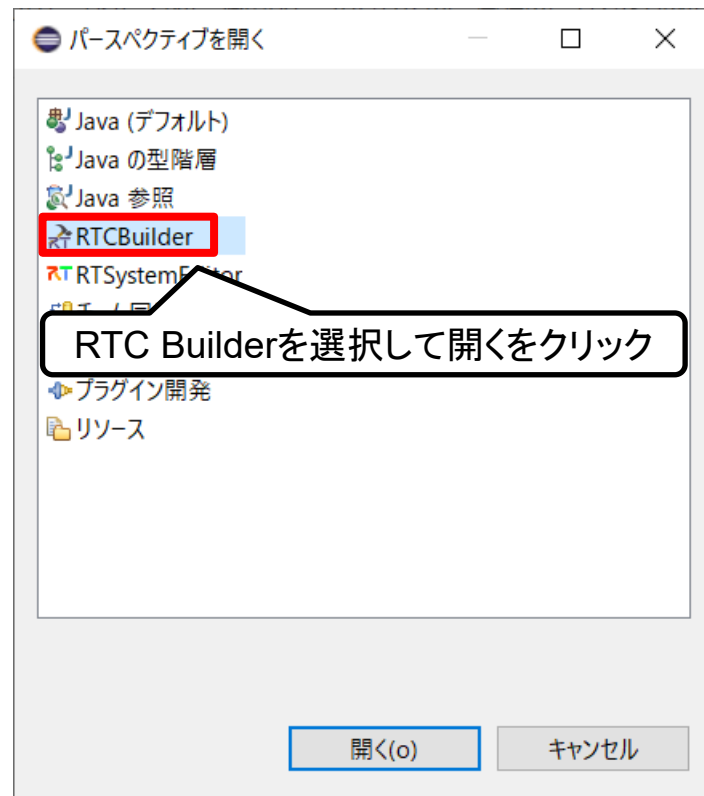 パースペクティブを開く
Java (デフォルト)
Java の型階層
Java 参照
RTCBuilder
RTSystemEditor
RTC Builderを選択して開くをクリック
プラグイン開発
リソース
開く(o)
キャンセル